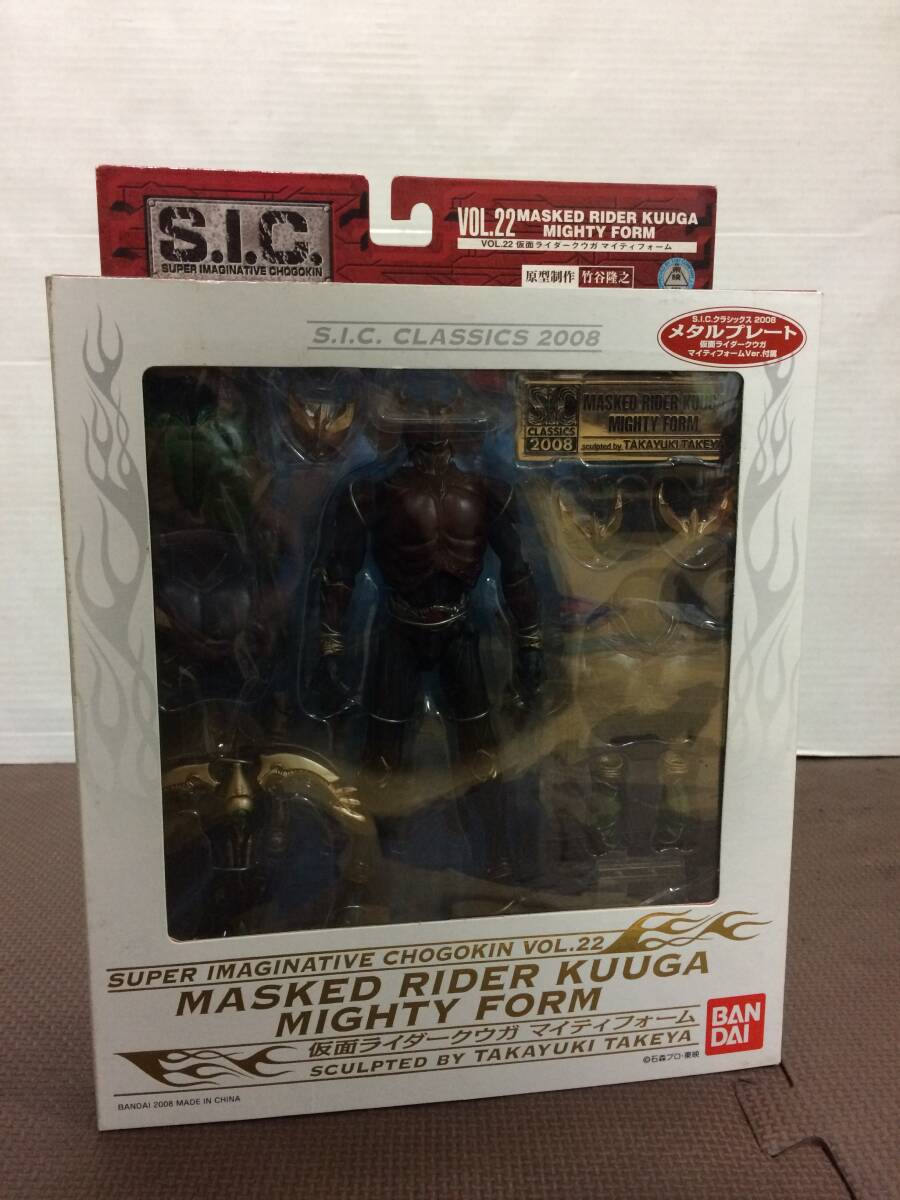 S.I.C.
SUPER IMAGINATIVE CHOGOKIN
VOL.22 MASKED RIDER KUUGA
MIGHTY FORM
VOL.22 仮面ライダークウガ マイティフォーム
原型制作 竹谷隆之
S.I.C. CLASSICS 2008
S.I.C.クラシックス 2008
メタルプレート
仮面ライダークウガ
マイティフォームVer.付属
S.I.C
CLASSICS
2008
MASKED RIDER
MIGHTY FORM
sculpted by TAKAYUKI
SUPER IMAGINATIVE CHOGOKIN VOL.22
MASKED RIDER KUUGA
MIGHTY FORM
仮面ライダークウガ マイティフォーム
SCULPTED BY TAKAYUKI TAKEYA
BAN
DAI
©石森プロ・東映
BANDAI 2008 MADE IN CHINA